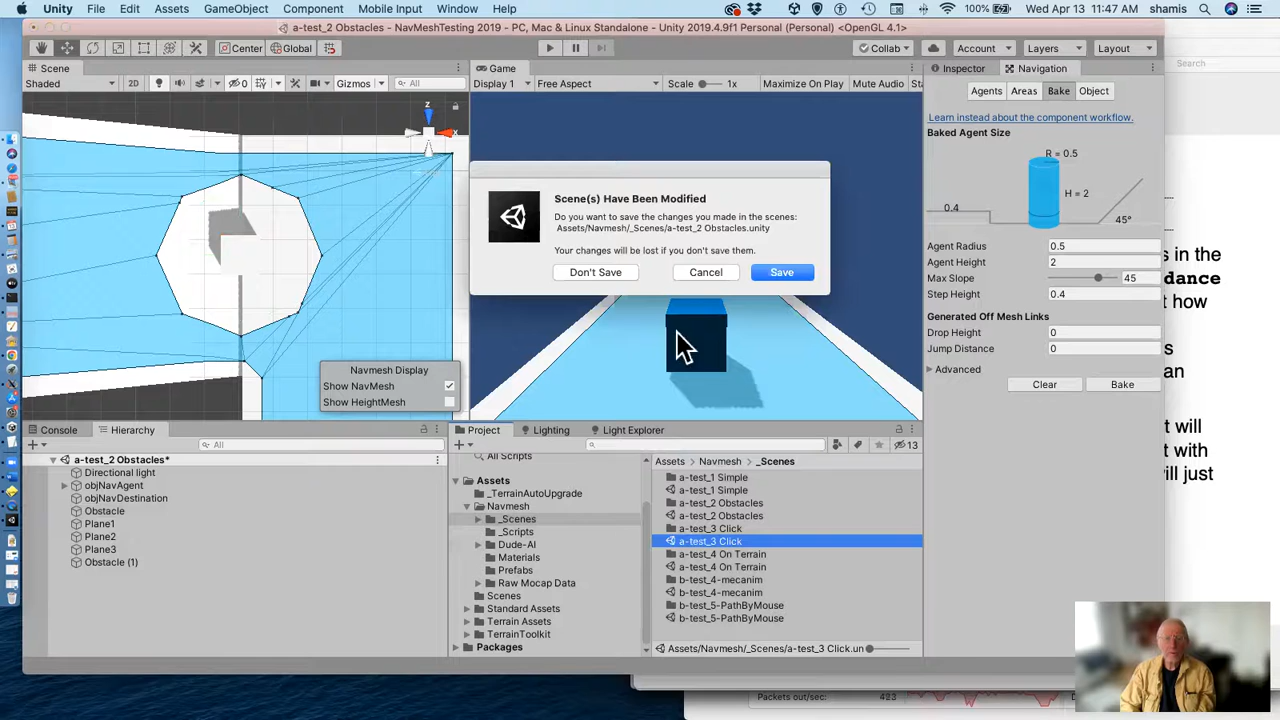 Unity File Edit Assets GameObject Component Mobile Input Window Help 100% Wed Apr 13 11:47 AM shamis
a-test_2 Obstacles - NavMeshTesting 2019 - PC, Mac & Linux Standalone - Unity 2019.4.9f1 Personal (Personal) <OpenGL 4.1>
Center Global Collab Account Layers Layout
Scene Game Inspector Navigation Search
Shaded 2D 0 Gizmos All Display 1 Free Aspect Scale 1x Maximize On Play Mute Audio Sta
Agents Areas Bake Object
Learn instead about the component workflow.
Baked Agent Size
R = 0.5
H = 2
0.4
45°
z
x
Scene(s) Have Been Modified
Do you want to save the changes you made in the scenes:
Assets/Navmesh/_Scenes/a-test_2 Obstacles.unity
Your changes will be lost if you don't save them.
Don't Save Cancel Save
Agent Radius 0.5
Agent Height 2
Max Slope 45
Step Height 0.4
Generated Off Mesh Links
Drop Height 0
Jump Distance 0
Advanced
Clear Bake
s in the
dance
t how
s
an
t will
t with
ill just
Navmesh Display
Show NavMesh
Show HeightMesh
Console Hierarchy
All
a-test_2 Obstacles*
Directional light
objNavAgent
objNavDestination
Obstacle
Plane1
Plane2
Plane3
Obstacle (1)
Project Lighting Light Explorer
13
All Scripts
Assets
_TerrainAutoUpgrade
Navmesh
_Scenes
_Scripts
Dude-AI
Materials
Prefabs
Raw Mocap Data
Scenes
Standard Assets
Terrain Assets
TerrainToolkit
Packages
Assets Navmesh _Scenes
a-test_1 Simple
a-test_1 Simple
a-test_2 Obstacles
a-test_2 Obstacles
a-test_3 Click
a-test_3 Click
a-test_4 On Terrain
a-test_4 On Terrain
b-test_4-mecanim
b-test_4-mecanim
b-test_5-PathByMouse
b-test_5-PathByMouse
Assets/Navmesh/_Scenes/a-test_3 Click.un
Packets out/sec: 423